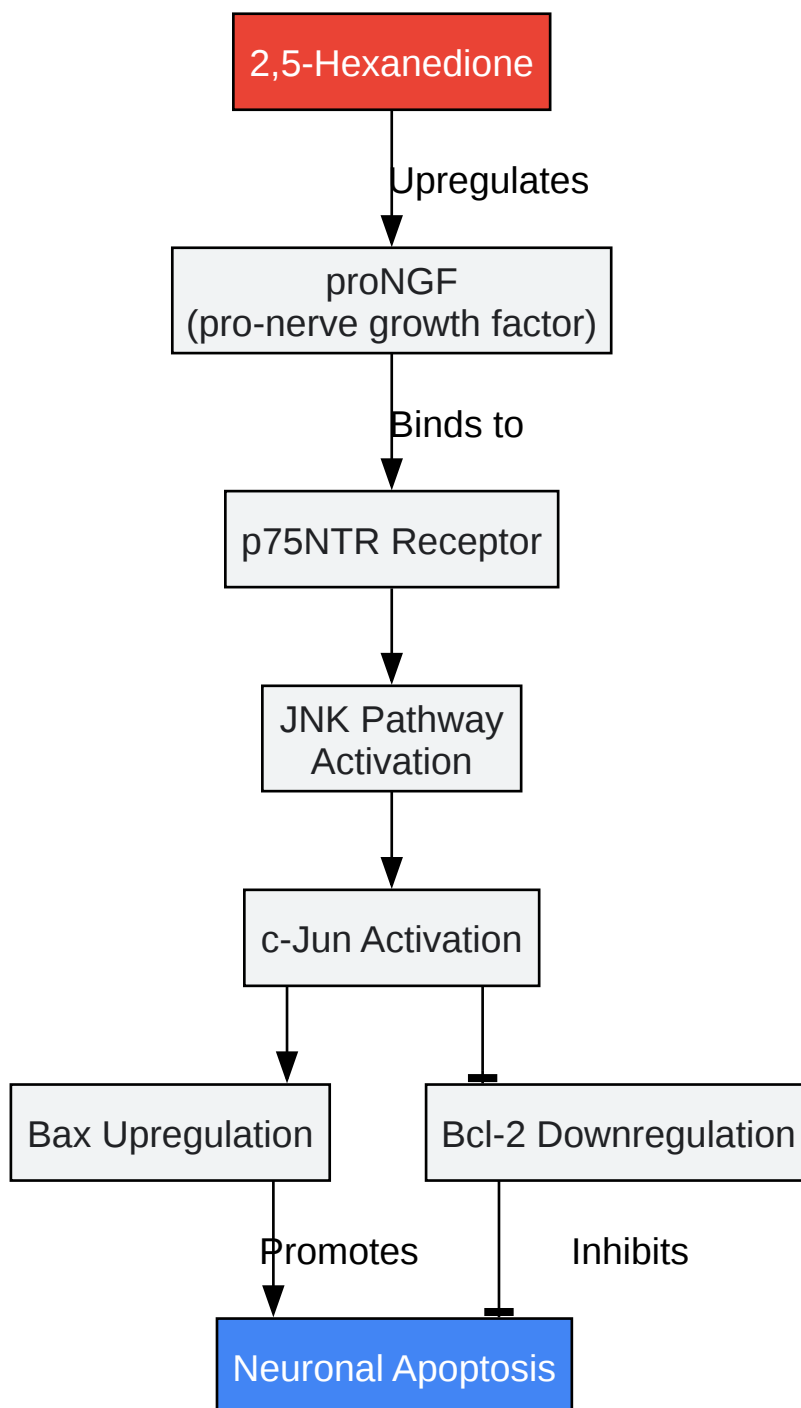 2,5-Hexanedione
Upregulates
proNGF
(pro-nerve growth factor)
Binds to
p75NTR Receptor
JNK Pathway
Activation
c-Jun Activation
Bax Upregulation
Bcl-2 Downregulation
Promotes
Inhibits
Neuronal Apoptosis